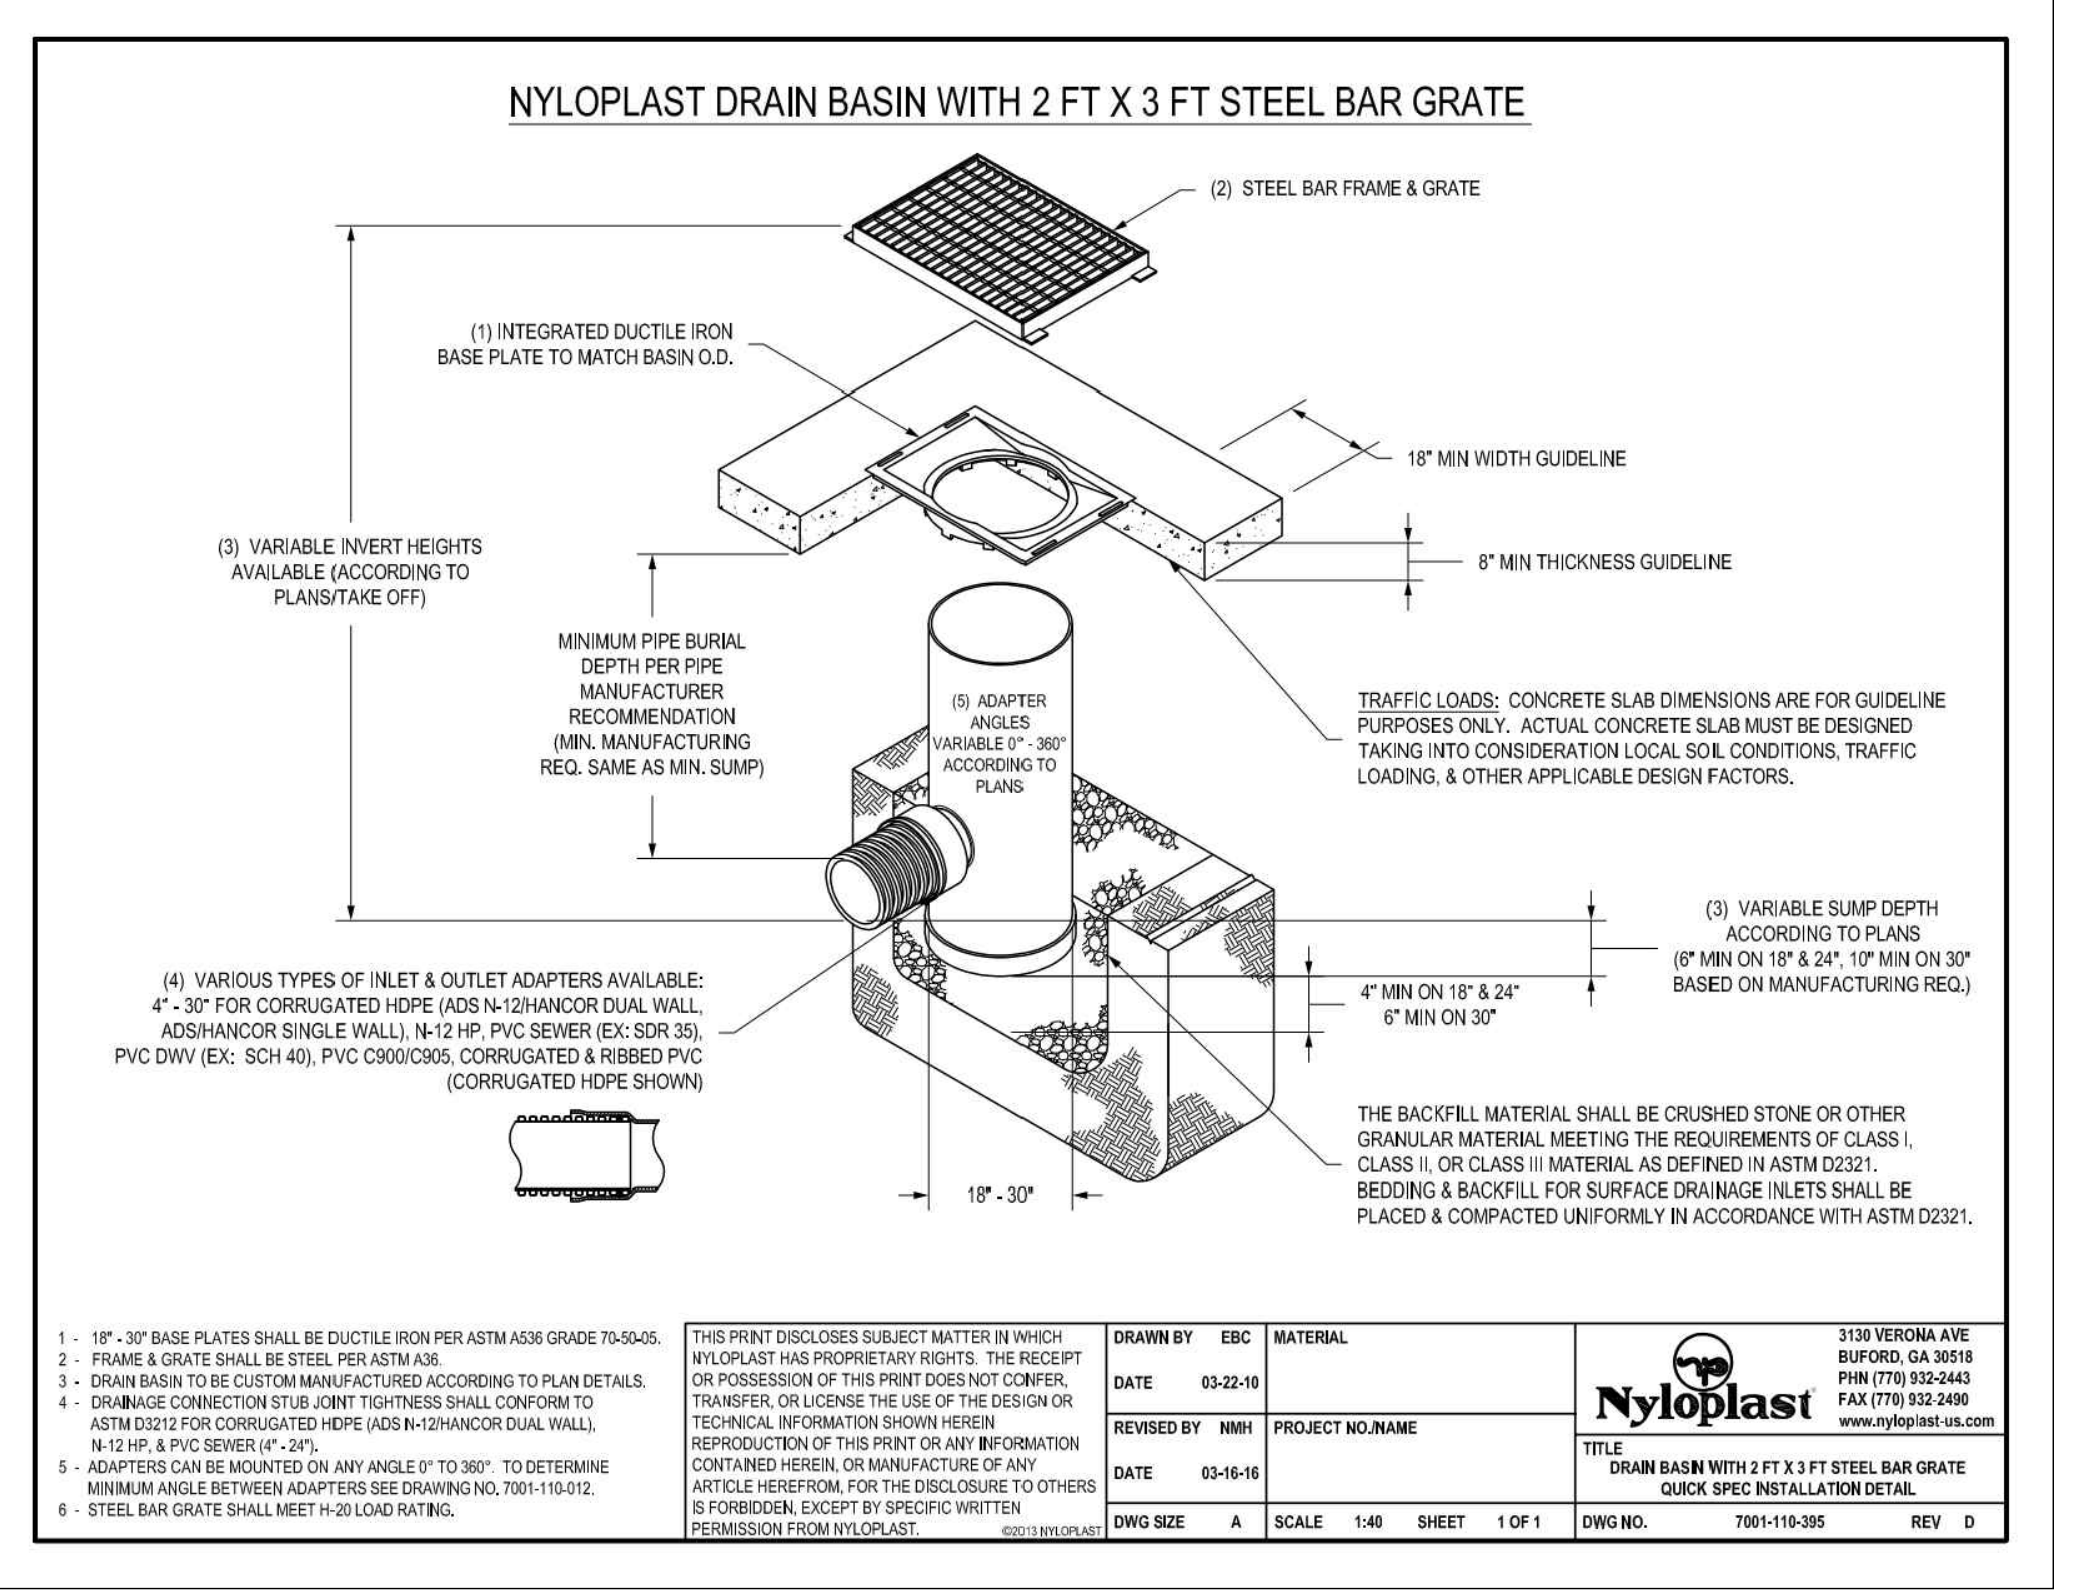 NYLOPLAST DRAIN BASIN WITH 2 FT X 3 FT STEEL BAR GRATE
(2) STEEL BAR FRAME & GRATE
(1) INTEGRATED DUCTILE IRON
BASE PLATE TO MATCH BASIN O.D.
18" MIN WIDTH GUIDELINE
(3) VARIABLE INVERT HEIGHTS
AVAILABLE (ACCORDING TO
PLANS/TAKE OFF)
8" MIN THICKNESS GUIDELINE
MINIMUM PIPE BURIAL
DEPTH PER PIPE
MANUFACTURER
RECOMMENDATION
(MIN. MANUFACTURING
REQ. SAME AS MIN. SUMP)
(5) ADAPTER
ANGLES
VARIABLE 0° - 360°
ACCORDING TO
PLANS
TRAFFIC LOADS: CONCRETE SLAB DIMENSIONS ARE FOR GUIDELINE
PURPOSES ONLY. ACTUAL CONCRETE SLAB MUST BE DESIGNED
TAKING INTO CONSIDERATION LOCAL SOIL CONDITIONS, TRAFFIC
LOADING, & OTHER APPLICABLE DESIGN FACTORS.
(3) VARIABLE SUMP DEPTH
ACCORDING TO PLANS
(6" MIN ON 18" & 24", 10" MIN ON 30"
BASED ON MANUFACTURING REQ.)
4" MIN ON 18" & 24"
6" MIN ON 30"
(4) VARIOUS TYPES OF INLET & OUTLET ADAPTERS AVAILABLE:
4" - 30" FOR CORRUGATED HDPE (ADS N-12/HANCOR DUAL WALL,
ADS/HANCOR SINGLE WALL), N-12 HP, PVC SEWER (EX: SDR 35),
PVC DWV (EX: SCH 40), PVC C900/C905, CORRUGATED & RIBBED PVC
(CORRUGATED HDPE SHOWN)
THE BACKFILL MATERIAL SHALL BE CRUSHED STONE OR OTHER
GRANULAR MATERIAL MEETING THE REQUIREMENTS OF CLASS I,
CLASS II, OR CLASS III MATERIAL AS DEFINED IN ASTM D2321.
BEDDING & BACKFILL FOR SURFACE DRAINAGE INLETS SHALL BE
PLACED & COMPACTED UNIFORMLY IN ACCORDANCE WITH ASTM D2321.
18" - 30"
1 - 18" - 30" BASE PLATES SHALL BE DUCTILE IRON PER ASTM A536 GRADE 70-50-05.
2 - FRAME & GRATE SHALL BE STEEL PER ASTM A36.
3 - DRAIN BASIN TO BE CUSTOM MANUFACTURED ACCORDING TO PLAN DETAILS.
4 - DRAINAGE CONNECTION STUB JOINT TIGHTNESS SHALL CONFORM TO
ASTM D3212 FOR CORRUGATED HDPE (ADS N-12/HANCOR DUAL WALL),
N-12 HP, & PVC SEWER (4" - 24").
5 - ADAPTERS CAN BE MOUNTED ON ANY ANGLE 0° TO 360°. TO DETERMINE
MINIMUM ANGLE BETWEEN ADAPTERS SEE DRAWING NO. 7001-110-012.
6 - STEEL BAR GRATE SHALL MEET H-20 LOAD RATING.
THIS PRINT DISCLOSES SUBJECT MATTER IN WHICH
NYLOPLAST HAS PROPRIETARY RIGHTS. THE RECEIPT
OR POSSESSION OF THIS PRINT DOES NOT CONFER,
TRANSFER, OR LICENSE THE USE OF THE DESIGN OR
TECHNICAL INFORMATION SHOWN HEREIN
REPRODUCTION OF THIS PRINT OR ANY INFORMATION
CONTAINED HEREIN, OR MANUFACTURE OF ANY
ARTICLE HEREFROM, FOR THE DISCLOSURE TO OTHERS
IS FORBIDDEN, EXCEPT BY SPECIFIC WRITTEN
PERMISSION FROM NYLOPLAST.
©2013 NYLOPLAST
DRAWN BY EBC
DATE 03-22-10
REVISED BY NMH
DATE 03-16-16
DWG SIZE A
MATERIAL
PROJECT NO./NAME
SCALE 1:40 SHEET 1 OF 1
Nyloplast
3130 VERONA AVE
BUFORD, GA 30518
PHN (770) 932-2443
FAX (770) 932-2490
www.nyloplast-us.com
TITLE
DRAIN BASIN WITH 2 FT X 3 FT STEEL BAR GRATE
QUICK SPEC INSTALLATION DETAIL
DWG NO. 7001-110-395 REV D